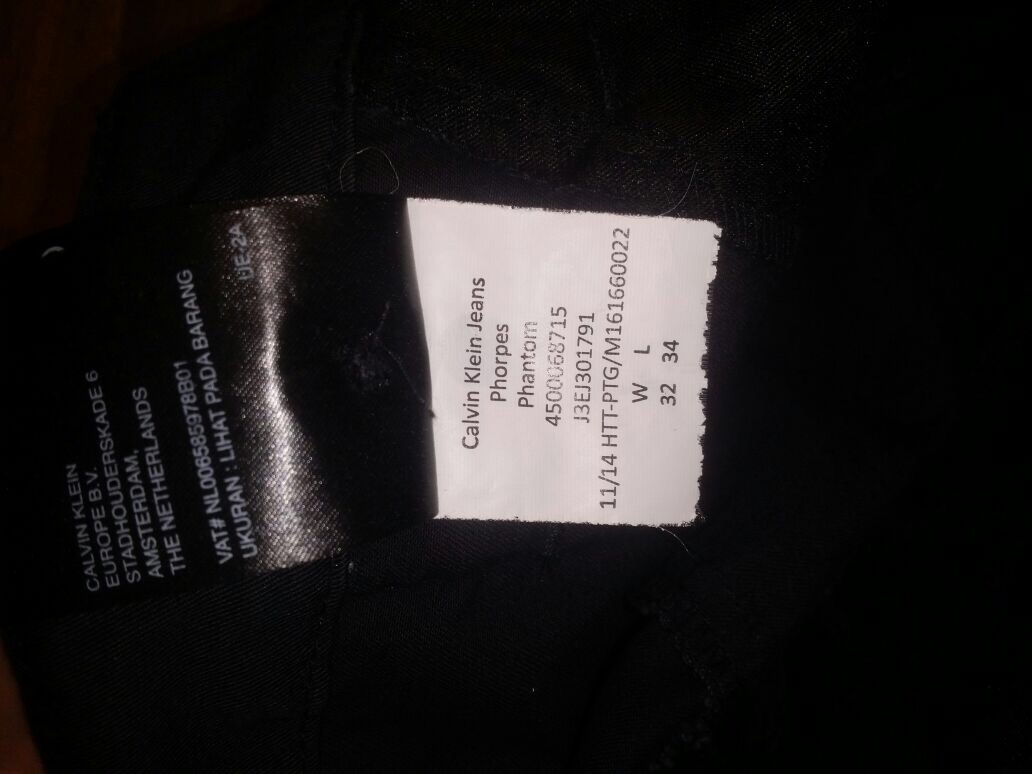 CALVIN KLEIN
EUROPE B.V.
STADHOUDERSKADE 6
AMSTERDAM,
THE NETHERLANDS
VAT# NL006585978B01
UKURAN : LIHAT PADA BARANG
UE-2A
Calvin Klein Jeans
Phorpes
Phantom
4500068715
J3EJ301791
11/14 HTT-PTG/M161660022
W L
32 34